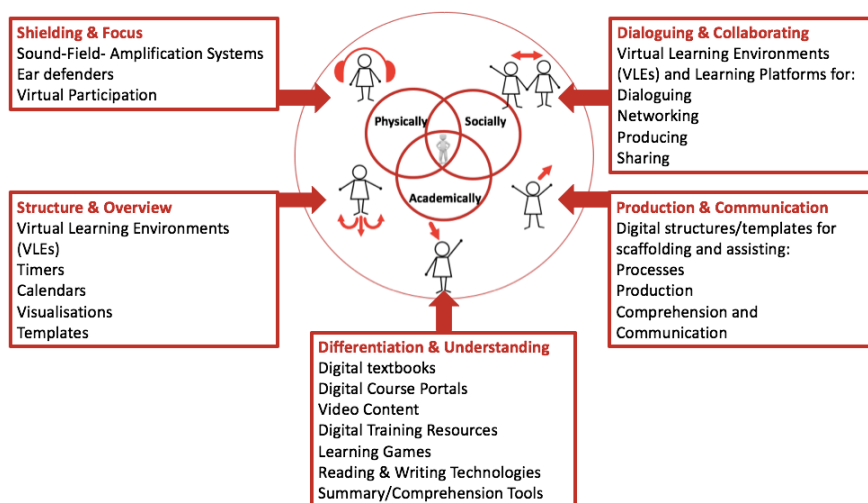 Shielding & Focus
Sound-Field- Amplification Systems
Ear defenders
Virtual Participation
Dialoguing & Collaborating
Virtual Learning Environments
(VLEs) and Learning Platforms for:
Dialoguing
Networking
Producing
Sharing
Physically
Socially
Academically
Structure & Overview
Virtual Learning Environments
(VLEs)
Timers
Calendars
Visualisations
Templates
Production & Communication
Digital structures/templates for
scaffolding and assisting:
Processes
Production
Comprehension and
Communication
Differentiation & Understanding
Digital textbooks
Digital Course Portals
Video Content
Digital Training Resources
Learning Games
Reading & Writing Technologies
Summary/Comprehension Tools